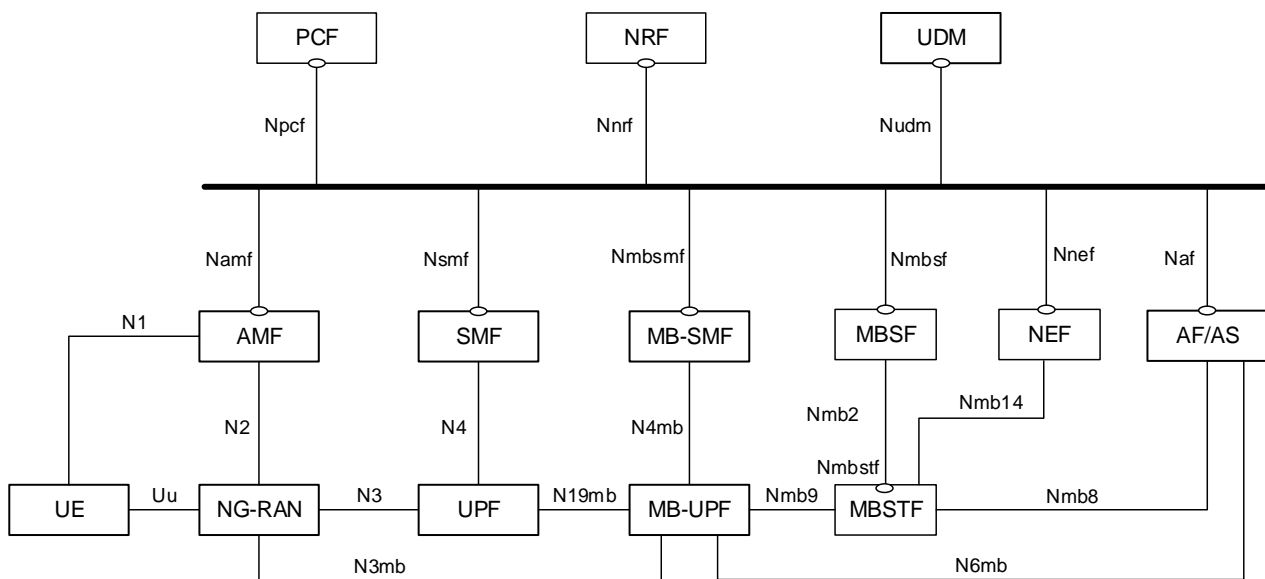 PCF
NRF
UDM
Npcf
Nnrf
Nudm
Namf
Nsmf
Nmbsmf
Nmbsf
Nnef
Naf
N1
AMF
SMF
MB-SMF
MBSF
NEF
AF/AS
N2
N4
N4mb
Nmb2
Nmb14
Nmbstf
UE
Uu
NG-RAN
N3
UPF
N19mb
MB-UPF
Nmb9
MBSTF
Nmb8
N3mb
N6mb